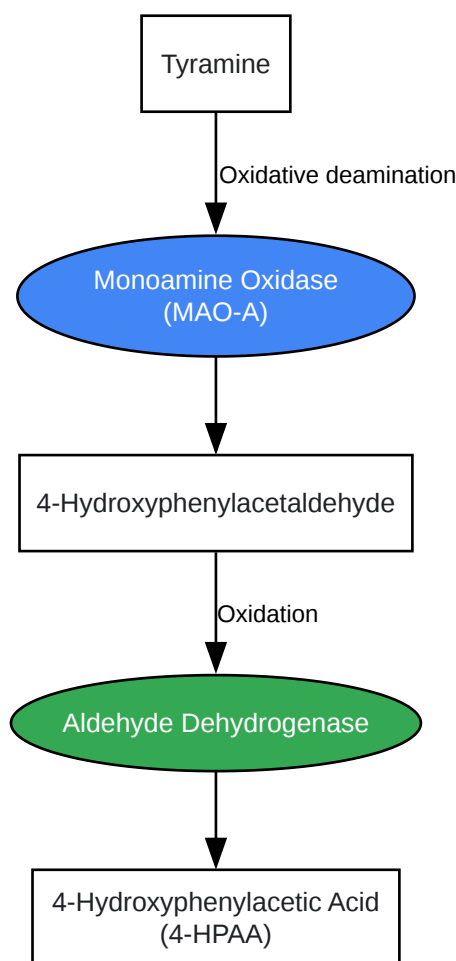 Tyramine
Oxidative deamination
Monoamine Oxidase
(MAO-A)
4-Hydroxyphenylacetaldehyde
Oxidation
Aldehyde Dehydrogenase
4-Hydroxyphenylacetic Acid
(4-HPAA)